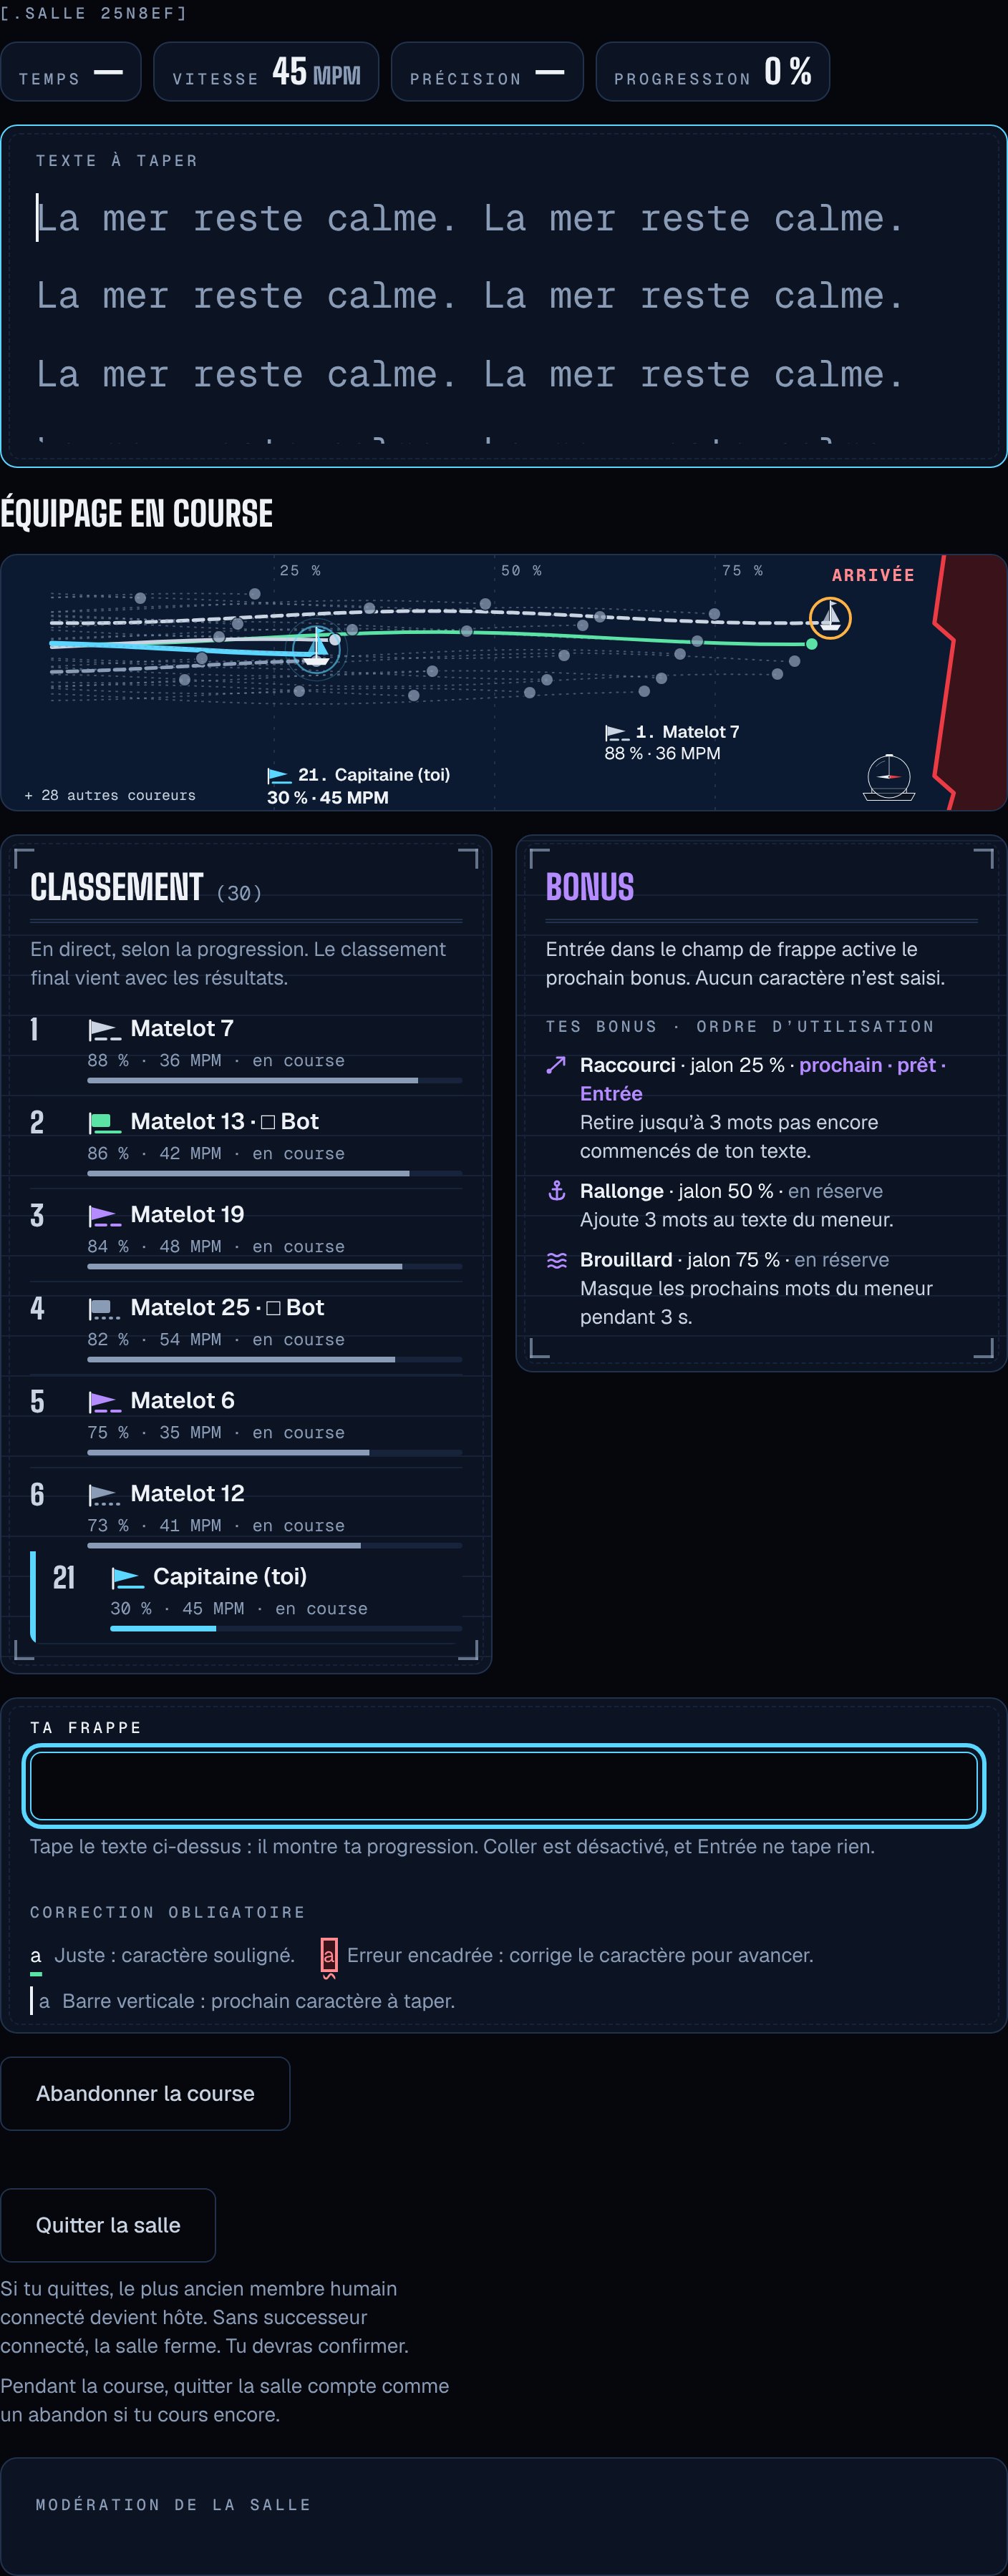 [.SALLE 25N8EF]
TEMPS —
VITESSE 45 MPM
PRÉCISION —
PROGRESSION 0 %
TEXTE À TAPER
La mer reste calme. La mer reste calme.
La mer reste calme. La mer reste calme.
La mer reste calme. La mer reste calme.
ÉQUIPAGE EN COURSE
25 %
50 %
75 %
ARRIVÉE
1. Matelot 7
88 % · 36 MPM
21. Capitaine (toi)
30 % · 45 MPM
+ 28 autres coureurs
CLASSEMENT (30)
En direct, selon la progression. Le classement
final vient avec les résultats.
1 Matelot 7
88 % · 36 MPM · en course
2 Matelot 13 · □ Bot
86 % · 42 MPM · en course
3 Matelot 19
84 % · 48 MPM · en course
4 Matelot 25 · □ Bot
82 % · 54 MPM · en course
5 Matelot 6
75 % · 35 MPM · en course
6 Matelot 12
73 % · 41 MPM · en course
21 Capitaine (toi)
30 % · 45 MPM · en course
BONUS
Entrée dans le champ de frappe active le
prochain bonus. Aucun caractère n’est saisi.
TES BONUS · ORDRE D’UTILISATION
Raccourci · jalon 25 % · prochain · prêt ·
Entrée
Retire jusqu’à 3 mots pas encore
commencés de ton texte.
Rallonge · jalon 50 % · en réserve
Ajoute 3 mots au texte du meneur.
Brouillard · jalon 75 % · en réserve
Masque les prochains mots du meneur
pendant 3 s.
TA FRAPPE
Tape le texte ci-dessus : il montre ta progression. Coller est désactivé, et Entrée ne tape rien.
CORRECTION OBLIGATOIRE
a Juste : caractère souligné. a Erreur encadrée : corrige le caractère pour avancer.
a Barre verticale : prochain caractère à taper.
Abandonner la course
Quitter la salle
Si tu quittes, le plus ancien membre humain
connecté devient hôte. Sans successeur
connecté, la salle ferme. Tu devras confirmer.
Pendant la course, quitter la salle compte comme
un abandon si tu cours encore.
MODÉRATION DE LA SALLE